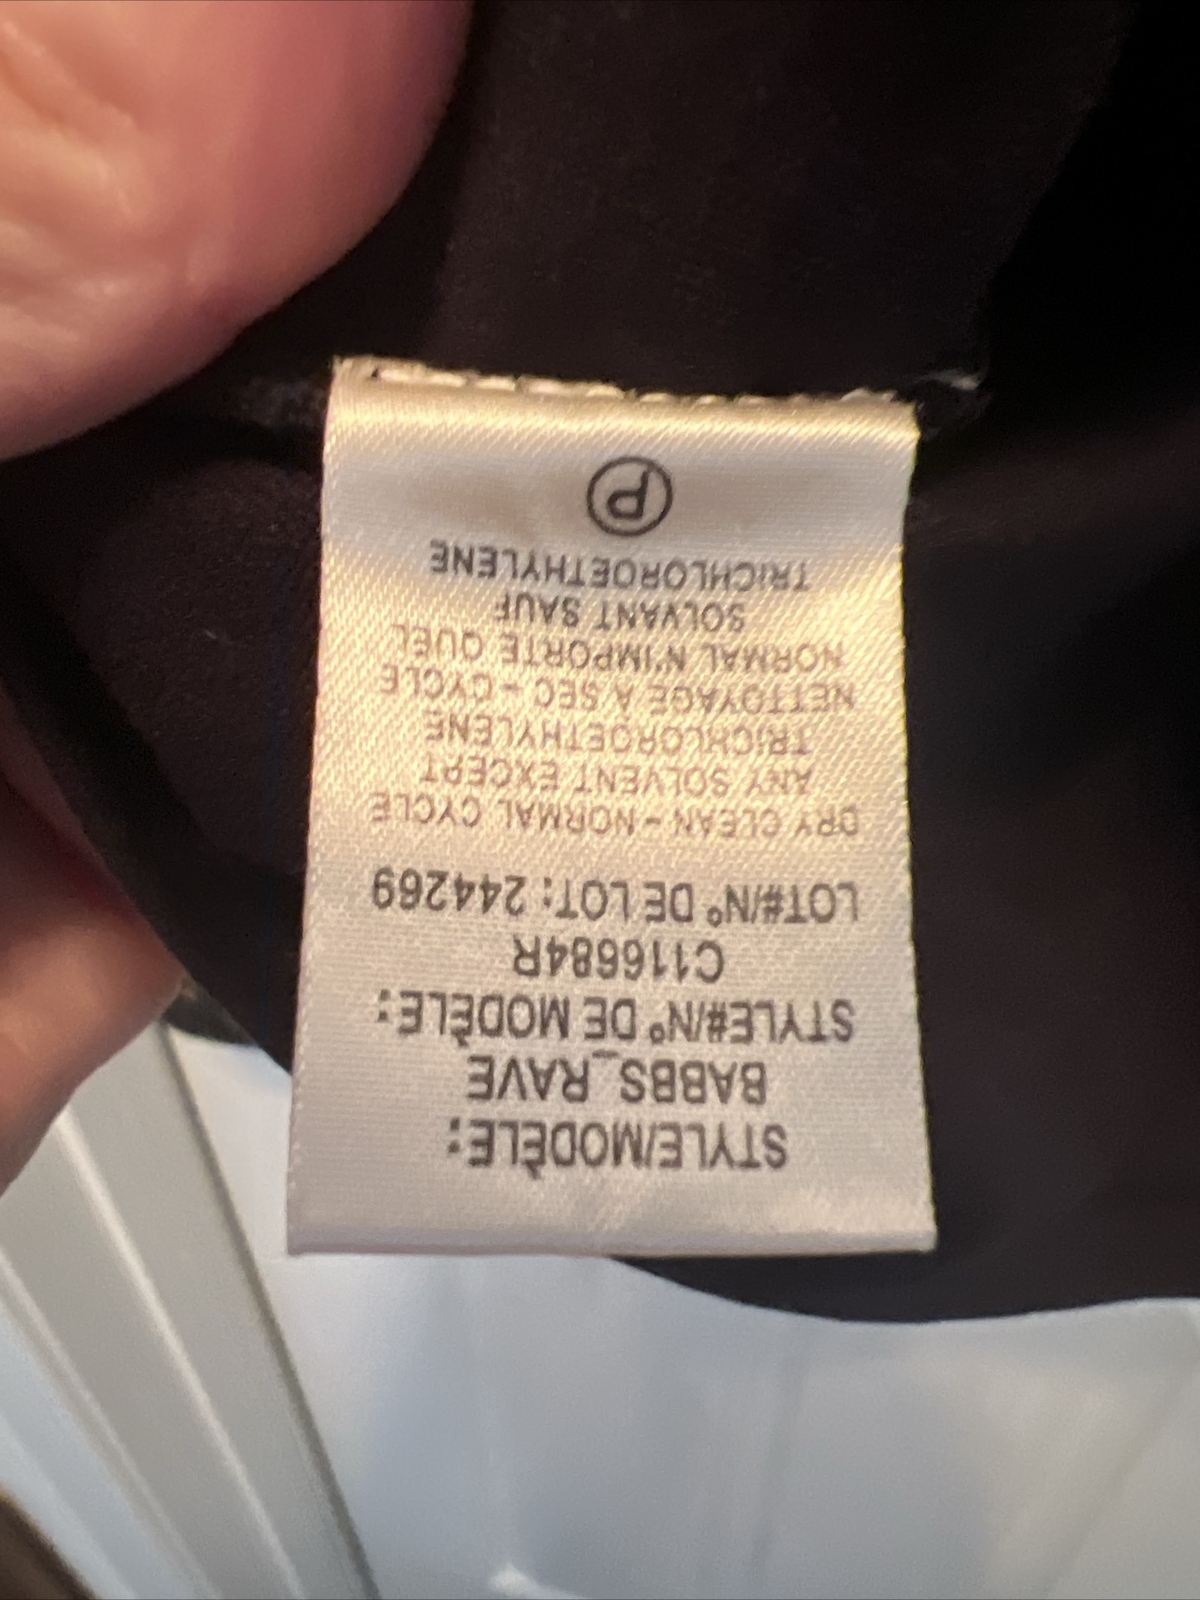 STYLE/MODÈLE:
BABBS_RAVE
STYLE#/N° DE MODÈLE:
C116684R
LOT#/N° DE LOT: 244269
DRY CLEAN - NORMAL CYCLE
ANY SOLVENT EXCEPT
TRICHLOROETHYLENE
NETTOYAGE À SEC - CYCLE
NORMAL N'IMPORTE QUEL
SOLVANT SAUF
TRICHLOROETHYLENE
P